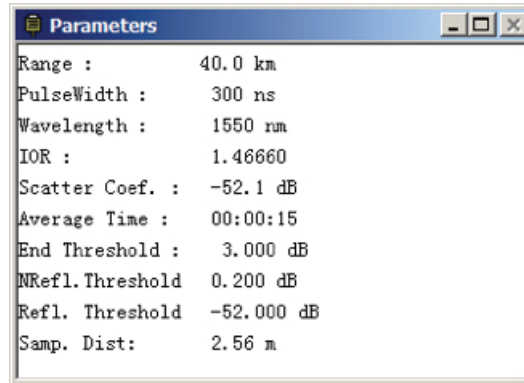 Parameters
Range : 40.0 km
PulseWidth : 300 ns
Wavelength : 1550 nm
IOR : 1.46660
Scatter Coef. : -52.1 dB
Average Time : 00:00:15
End Threshold : 3.000 dB
NRefl.Threshold 0.200 dB
Refl. Threshold -52.000 dB
Samp. Dist: 2.56 m